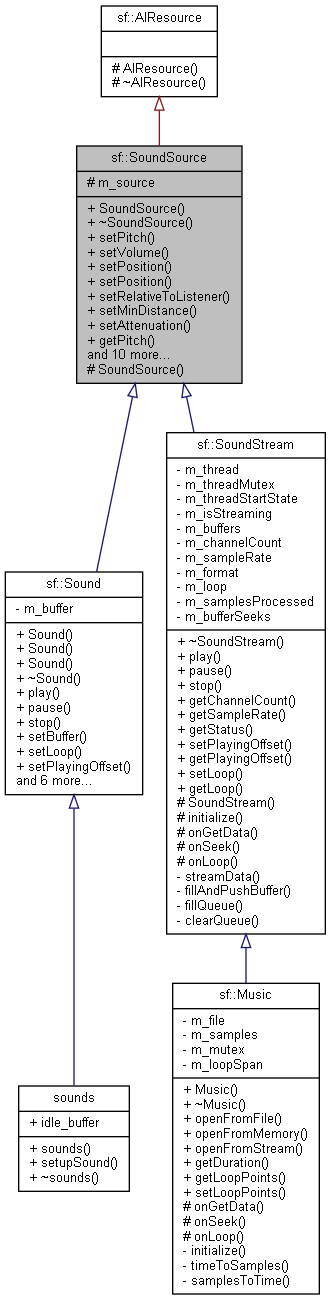 sf::AlResource
# AlResource()
# ~AlResource()
sf::SoundSource
# m_source
+ SoundSource()
+ ~SoundSource()
+ setPitch()
+ setVolume()
+ setPosition()
+ setPosition()
+ setRelativeToListener()
+ setMinDistance()
+ setAttenuation()
+ getPitch()
and 10 more...
# SoundSource()
sf::SoundStream
- m_thread
- m_threadMutex
- m_threadStartState
- m_isStreaming
- m_buffers
- m_channelCount
- m_sampleRate
- m_format
- m_loop
- m_samplesProcessed
- m_bufferSeeks
+ ~SoundStream()
+ play()
+ pause()
+ stop()
+ getChannelCount()
+ getSampleRate()
+ getStatus()
+ setPlayingOffset()
+ getPlayingOffset()
+ setLoop()
+ getLoop()
# SoundStream()
# initialize()
# onGetData()
# onSeek()
# onLoop()
- streamData()
- fillAndPushBuffer()
- fillQueue()
- clearQueue()
sf::Sound
- m_buffer
+ Sound()
+ Sound()
+ Sound()
+ ~Sound()
+ play()
+ pause()
+ stop()
+ setBuffer()
+ setLoop()
+ setPlayingOffset()
and 6 more...
sf::Music
- m_file
- m_samples
- m_mutex
- m_loopSpan
+ Music()
+ ~Music()
+ openFromFile()
+ openFromMemory()
+ openFromStream()
+ getDuration()
+ getLoopPoints()
+ setLoopPoints()
# onGetData()
# onSeek()
# onLoop()
- initialize()
- timeToSamples()
- samplesToTime()
sounds
+ idle_buffer
+ sounds()
+ setupSound()
+ ~sounds()